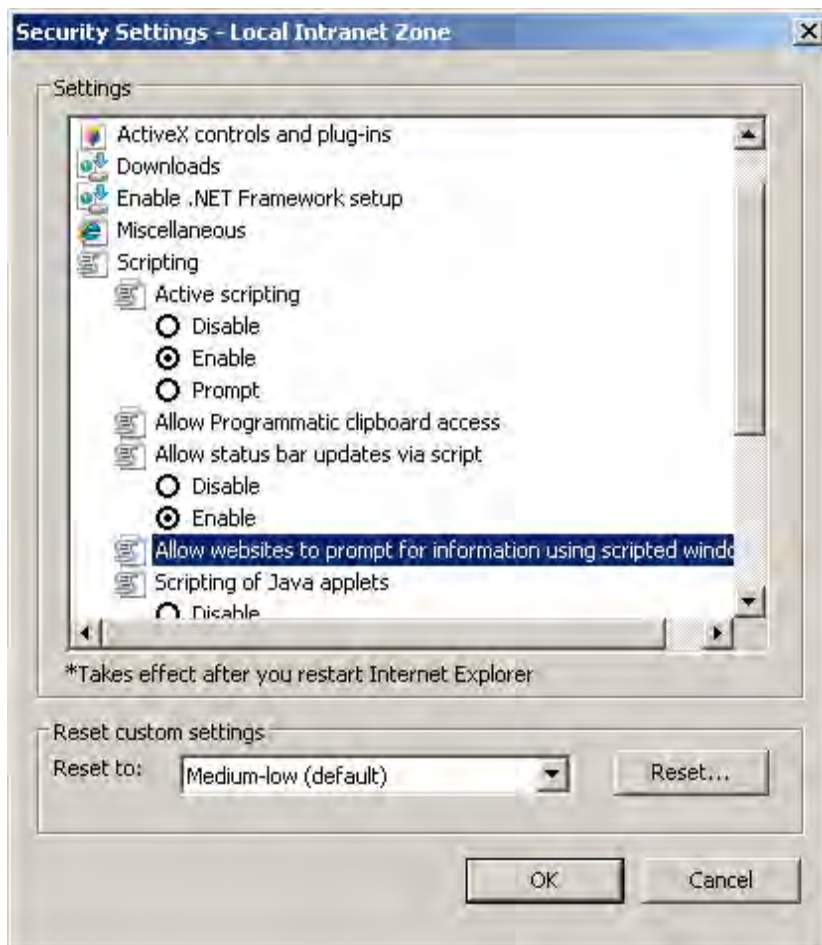 Security Settings - Local Intranet Zone
Settings
ActiveX controls and plug-ins
Downloads
Enable .NET Framework setup
Miscellaneous
Scripting
Active scripting
Disable
Enable
Prompt
Allow Programmatic clipboard access
Allow status bar updates via script
Disable
Enable
Allow websites to prompt for information using scripted windo
Scripting of Java applets
Disable
*Takes effect after you restart Internet Explorer
Reset custom settings
Reset to: Medium-low (default) Reset...
OK Cancel